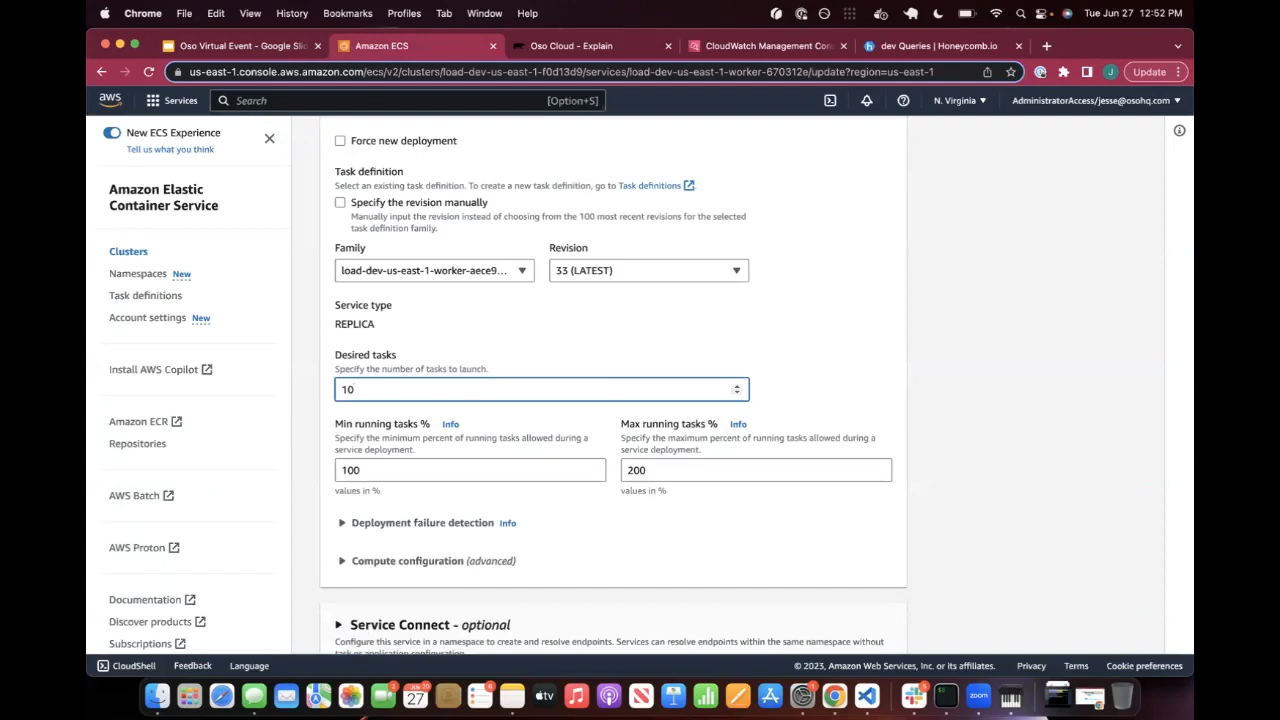 Chrome File Edit View History Bookmarks Profiles Tab Window Help Tue Jun 27 12:52 PM
Oso Virtual Event - Google Slid Amazon ECS Oso Cloud - Explain CloudWatch Management Con dev Queries | Honeycomb.io
us-east-1.console.aws.amazon.com/ecs/v2/clusters/load-dev-us-east-1-f0d13d9/services/load-dev-us-east-1-worker-670312e/update?region=us-east-1 J Update
aws Services Search [Option+S] N. Virginia AdministratorAccess/jesse@osohq.com
New ECS Experience
Tell us what you think
Amazon Elastic
Container Service
Clusters
Namespaces New
Task definitions
Account settings New
Install AWS Copilot
Amazon ECR
Repositories
AWS Batch
AWS Proton
Documentation
Discover products
Subscriptions
Force new deployment
Task definition
Select an existing task definition. To create a new task definition, go to Task definitions
Specify the revision manually
Manually input the revision instead of choosing from the 100 most recent revisions for the selected
task definition family.
Family Revision
load-dev-us-east-1-worker-aece9... 33 (LATEST)
Service type
REPLICA
Desired tasks
Specify the number of tasks to launch.
10
Min running tasks % Info Max running tasks % Info
Specify the minimum percent of running tasks allowed during a
service deployment.
Specify the maximum percent of running tasks allowed during a
service deployment.
100 200
values in % values in %
Deployment failure detection Info
Compute configuration (advanced)
Service Connect - optional
Configure this service in a namespace to create and resolve endpoints. Services can resolve endpoints within the same namespace without
task or application configuration.
CloudShell Feedback Language © 2023, Amazon Web Services, Inc. or its affiliates. Privacy Terms Cookie preferences
27 tv zoom